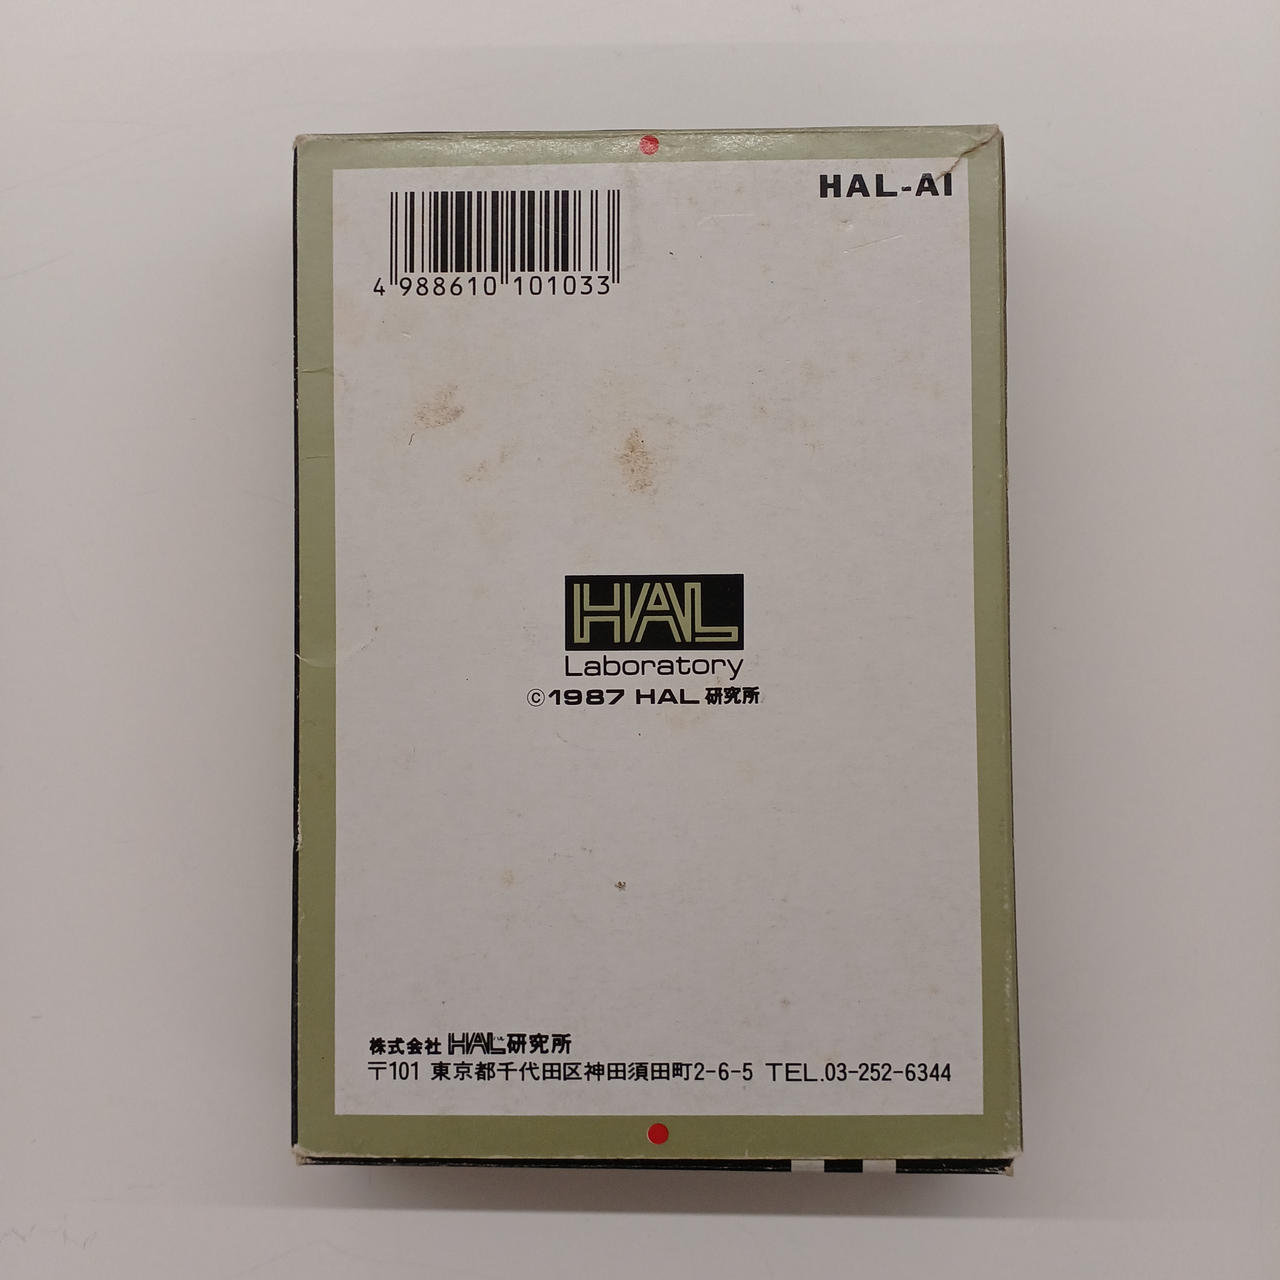 HAL-AI
4 988610 101033
HAL
Laboratory
©1987 HAL 研究所
株式会社 HAL研究所
〒101 東京都千代田区神田須田町2-6-5 TEL.03-252-6344